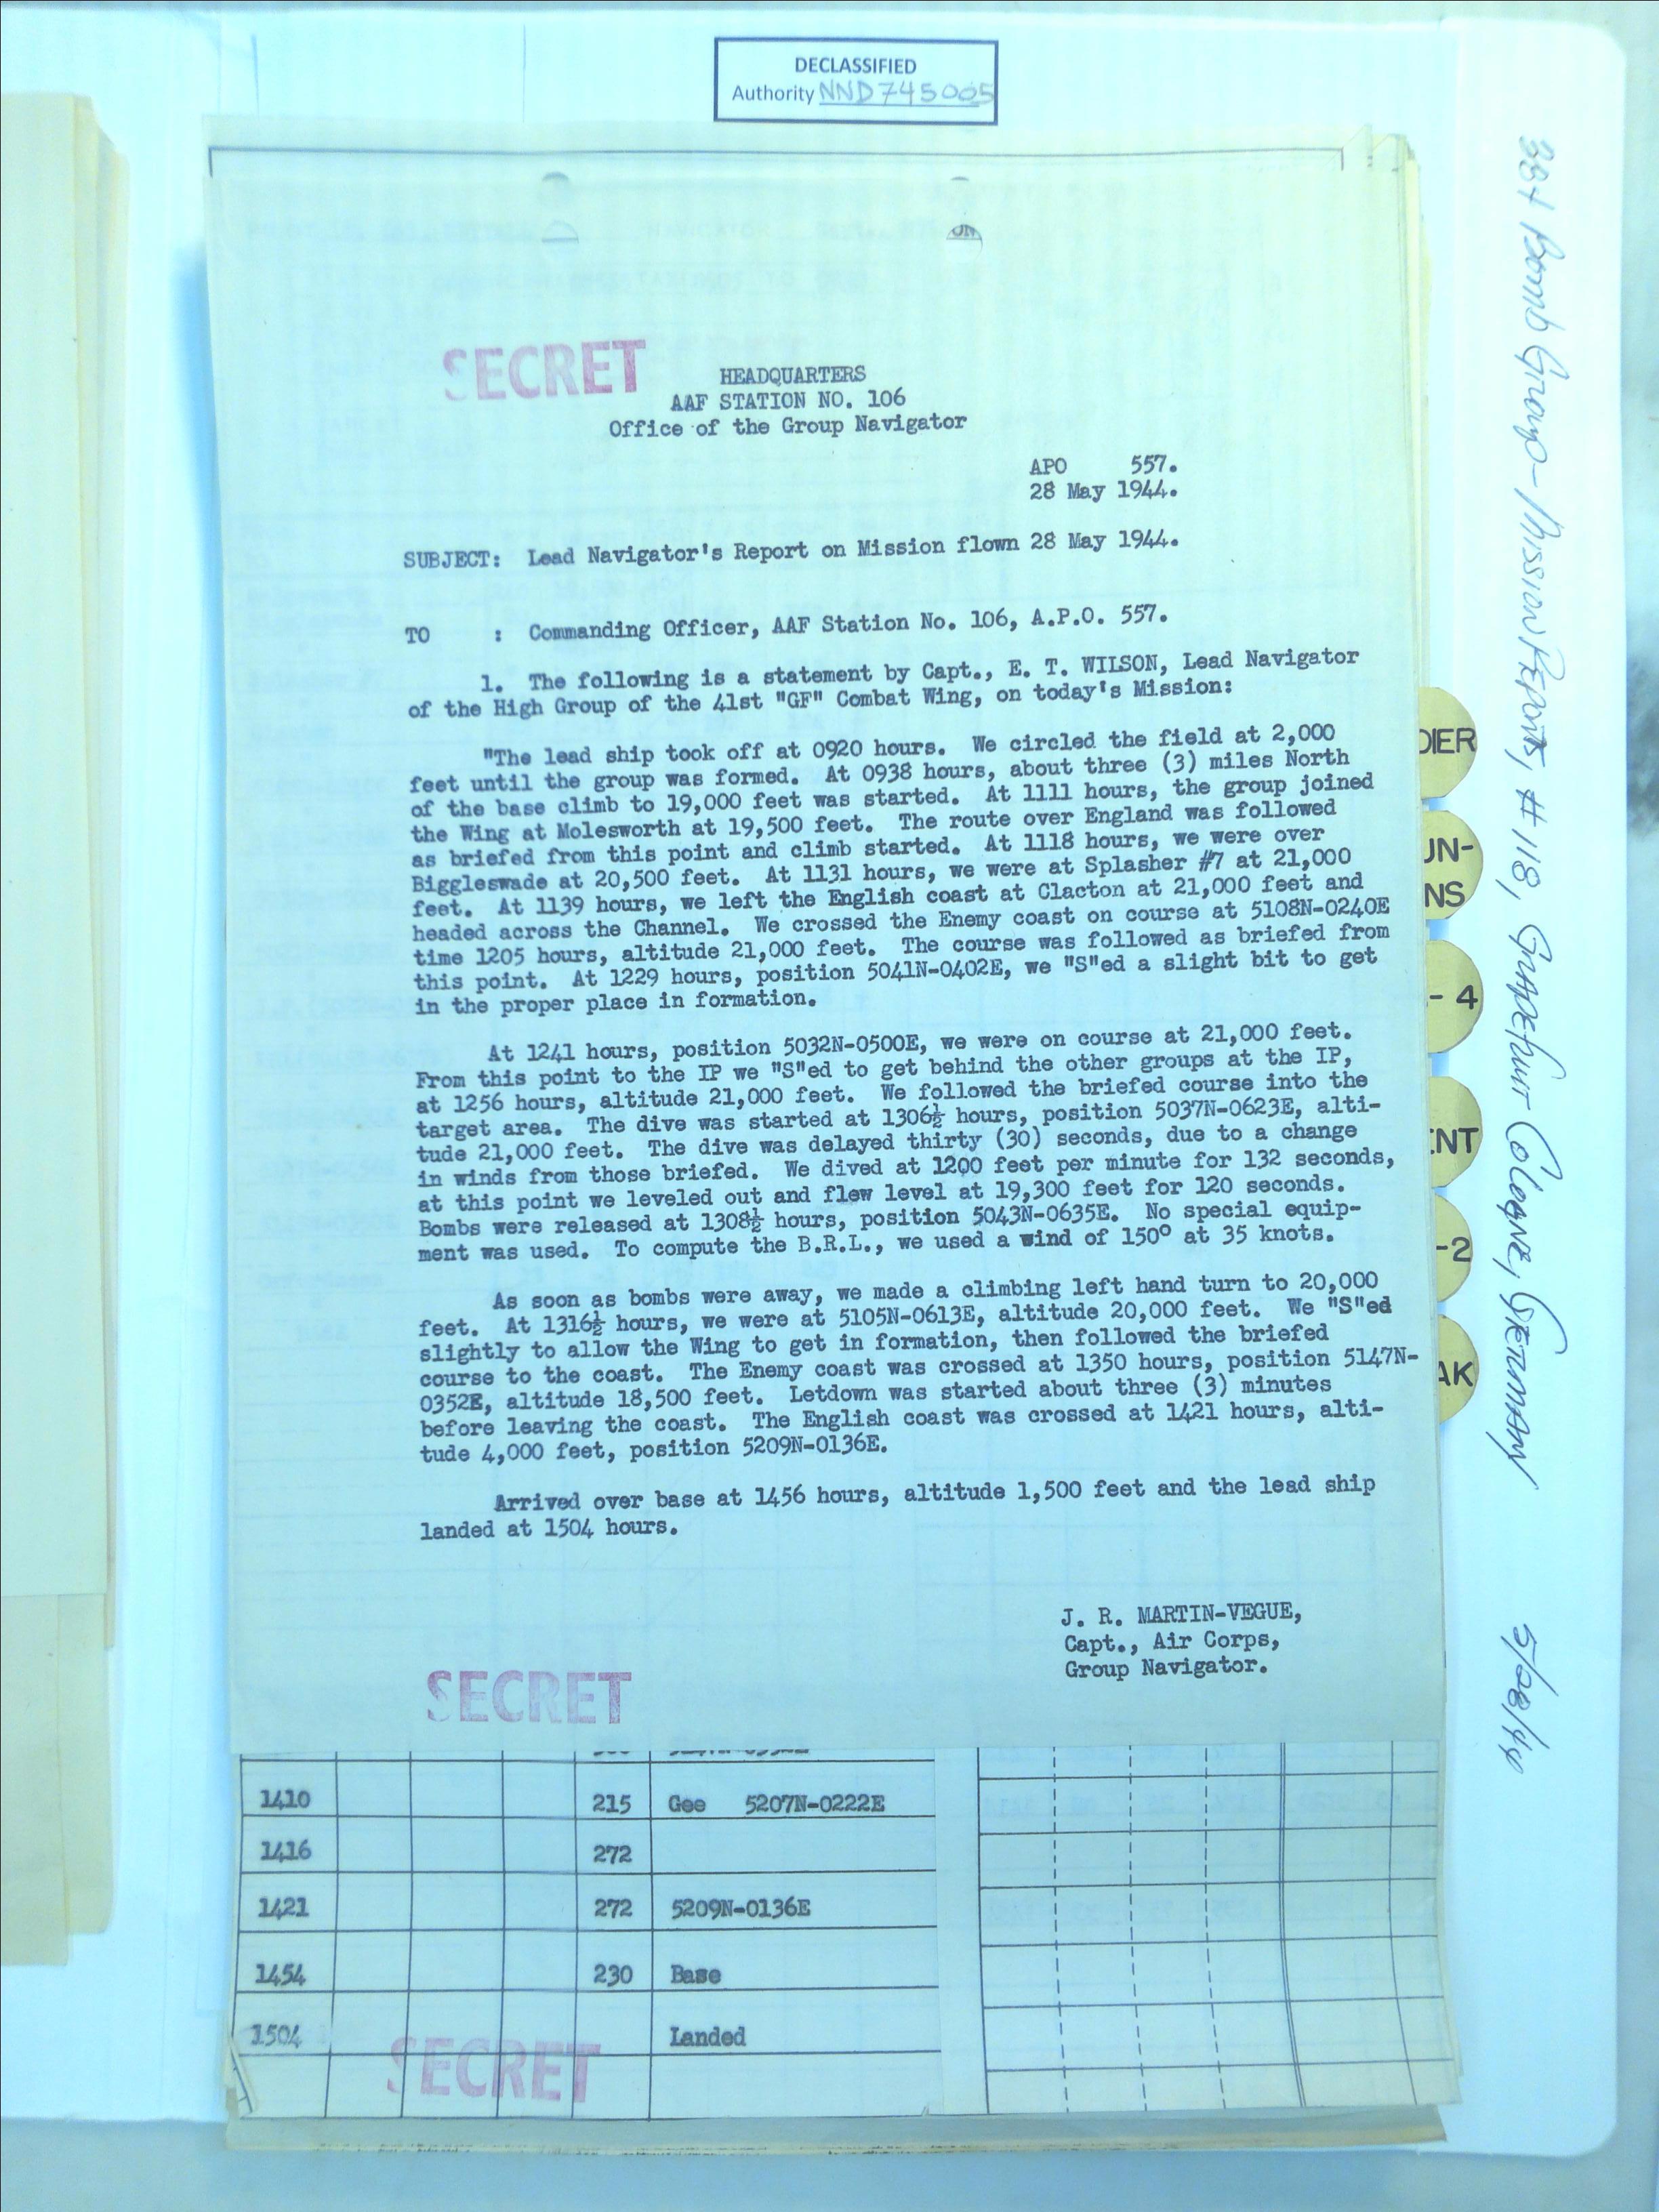 DECLASSIFIED
Authority NND745005
SECRET
HEADQUARTERS
AAF STATION NO. 106
Office of the Group Navigator
APO 557.
28 May 1944.
SUBJECT: Lead Navigator's Report on Mission flown 28 May 1944.
TO : Commanding Officer, AAF Station No. 106, A.P.O. 557.
1. The following is a statement by Capt., E. T. WILSON, Lead Navigator
of the High Group of the 41st "GF" Combat Wing, on today's Mission:
"The lead ship took off at 0920 hours. We circled the field at 2,000
feet until the group was formed. At 0938 hours, about three (3) miles North
of the base climb to 19,000 feet was started. At 1111 hours, the group joined
the Wing at Molesworth at 19,500 feet. The route over England was followed
as briefed from this point and climb started. At 1118 hours, we were over
Biggleswade at 20,500 feet. At 1131 hours, we were at Splasher #7 at 21,000
feet. At 1139 hours, we left the English coast at Clacton at 21,000 feet and
headed across the Channel. We crossed the Enemy coast on course at 5108N-0240E
time 1205 hours, altitude 21,000 feet. The course was followed as briefed from
this point. At 1229 hours, position 5041N-0402E, we "S"ed a slight bit to get
in the proper place in formation.
At 1241 hours, position 5032N-0500E, we were on course at 21,000 feet.
From this point to the IP we "S"ed to get behind the other groups at the IP,
at 1256 hours, altitude 21,000 feet. We followed the briefed course into the
target area. The dive was started at 1306½ hours, position 5037N-0623E, alti-
tude 21,000 feet. The dive was delayed thirty (30) seconds, due to a change
in winds from those briefed. We dived at 1200 feet per minute for 132 seconds,
at this point we leveled out and flew level at 19,300 feet for 120 seconds.
Bombs were released at 1308½ hours, position 5043N-0635E. No special equip-
ment was used. To compute the B.R.L., we used a wind of 150° at 35 knots.
As soon as bombs were away, we made a climbing left hand turn to 20,000
feet. At 1316½ hours, we were at 5105N-0613E, altitude 20,000 feet. We "S"ed
slightly to allow the Wing to get in formation, then followed the briefed
course to the coast. The Enemy coast was crossed at 1350 hours, position 5147N-
0352E, altitude 18,500 feet. Letdown was started about three (3) minutes
before leaving the coast. The English coast was crossed at 1421 hours, alti-
tude 4,000 feet, position 5209N-0136E.
Arrived over base at 1456 hours, altitude 1,500 feet and the lead ship
landed at 1504 hours.
J. R. MARTIN-VEGUE,
Capt., Air Corps,
Group Navigator.
SECRET
1410 215 Gee 5207N-0222E
1416 272
1421 272 5209N-0136E
1454 230 Base
1504 Landed
SECRET
DIER
UN-
NS
- 4
ENT
-2
AK
Bomb Group - Mission Report, #118, Cologne, Germany 5/28/44